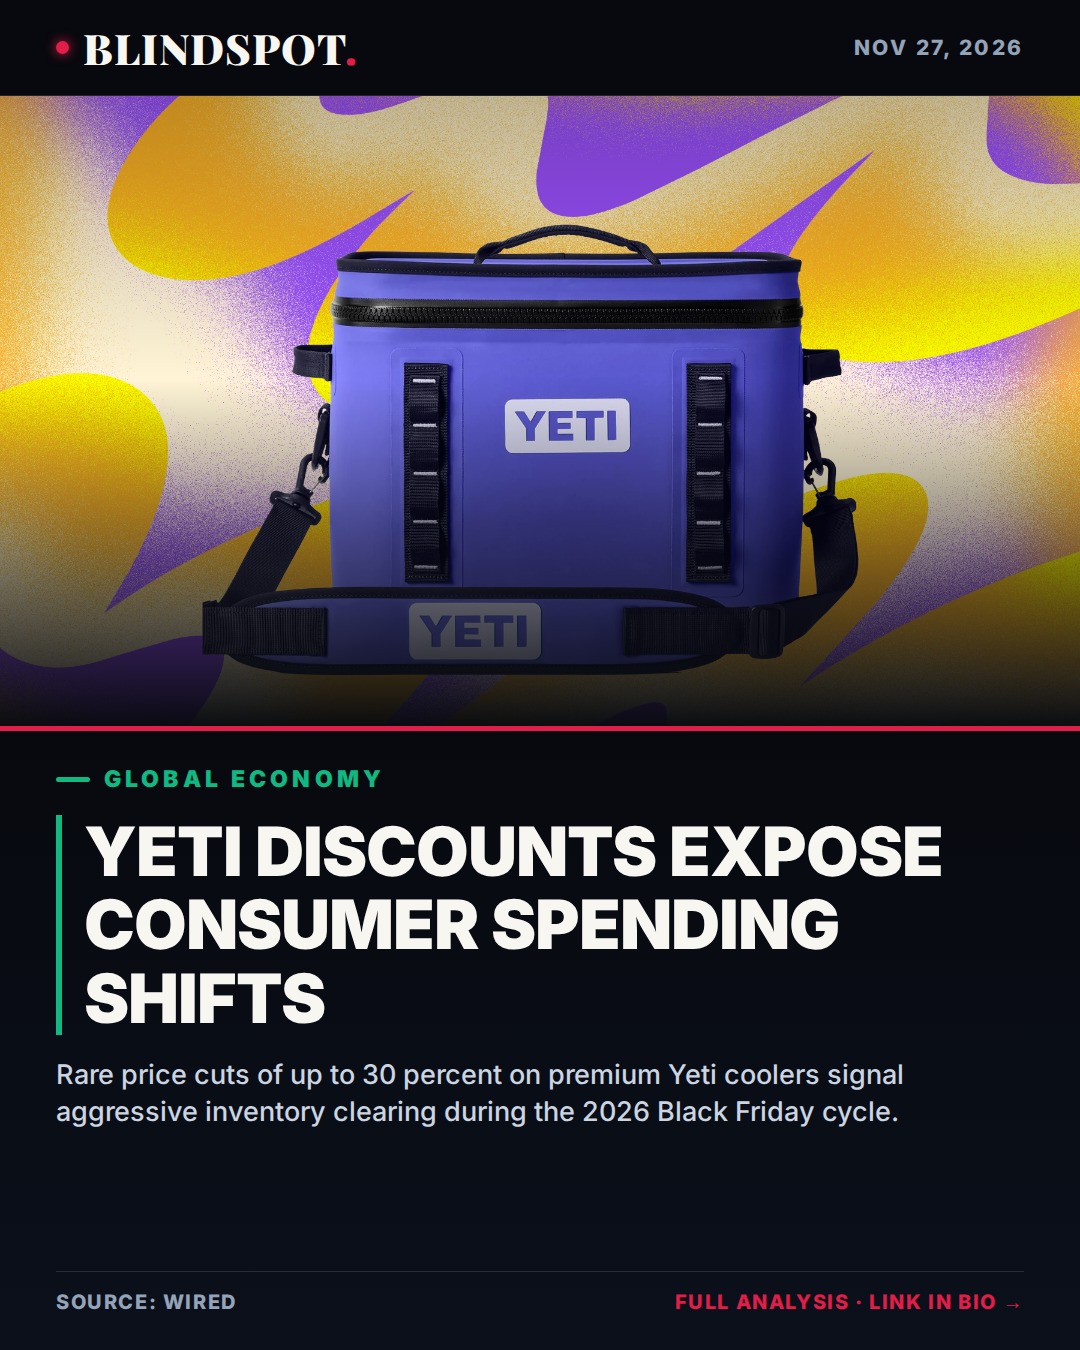 BLINDSPOT.
NOV 27, 2026
YETI
YETI
GLOBAL ECONOMY
YETI DISCOUNTS EXPOSE
CONSUMER SPENDING
SHIFTS
Rare price cuts of up to 30 percent on premium Yeti coolers signal
aggressive inventory clearing during the 2026 Black Friday cycle.
SOURCE: WIRED
FULL ANALYSIS · LINK IN BIO →